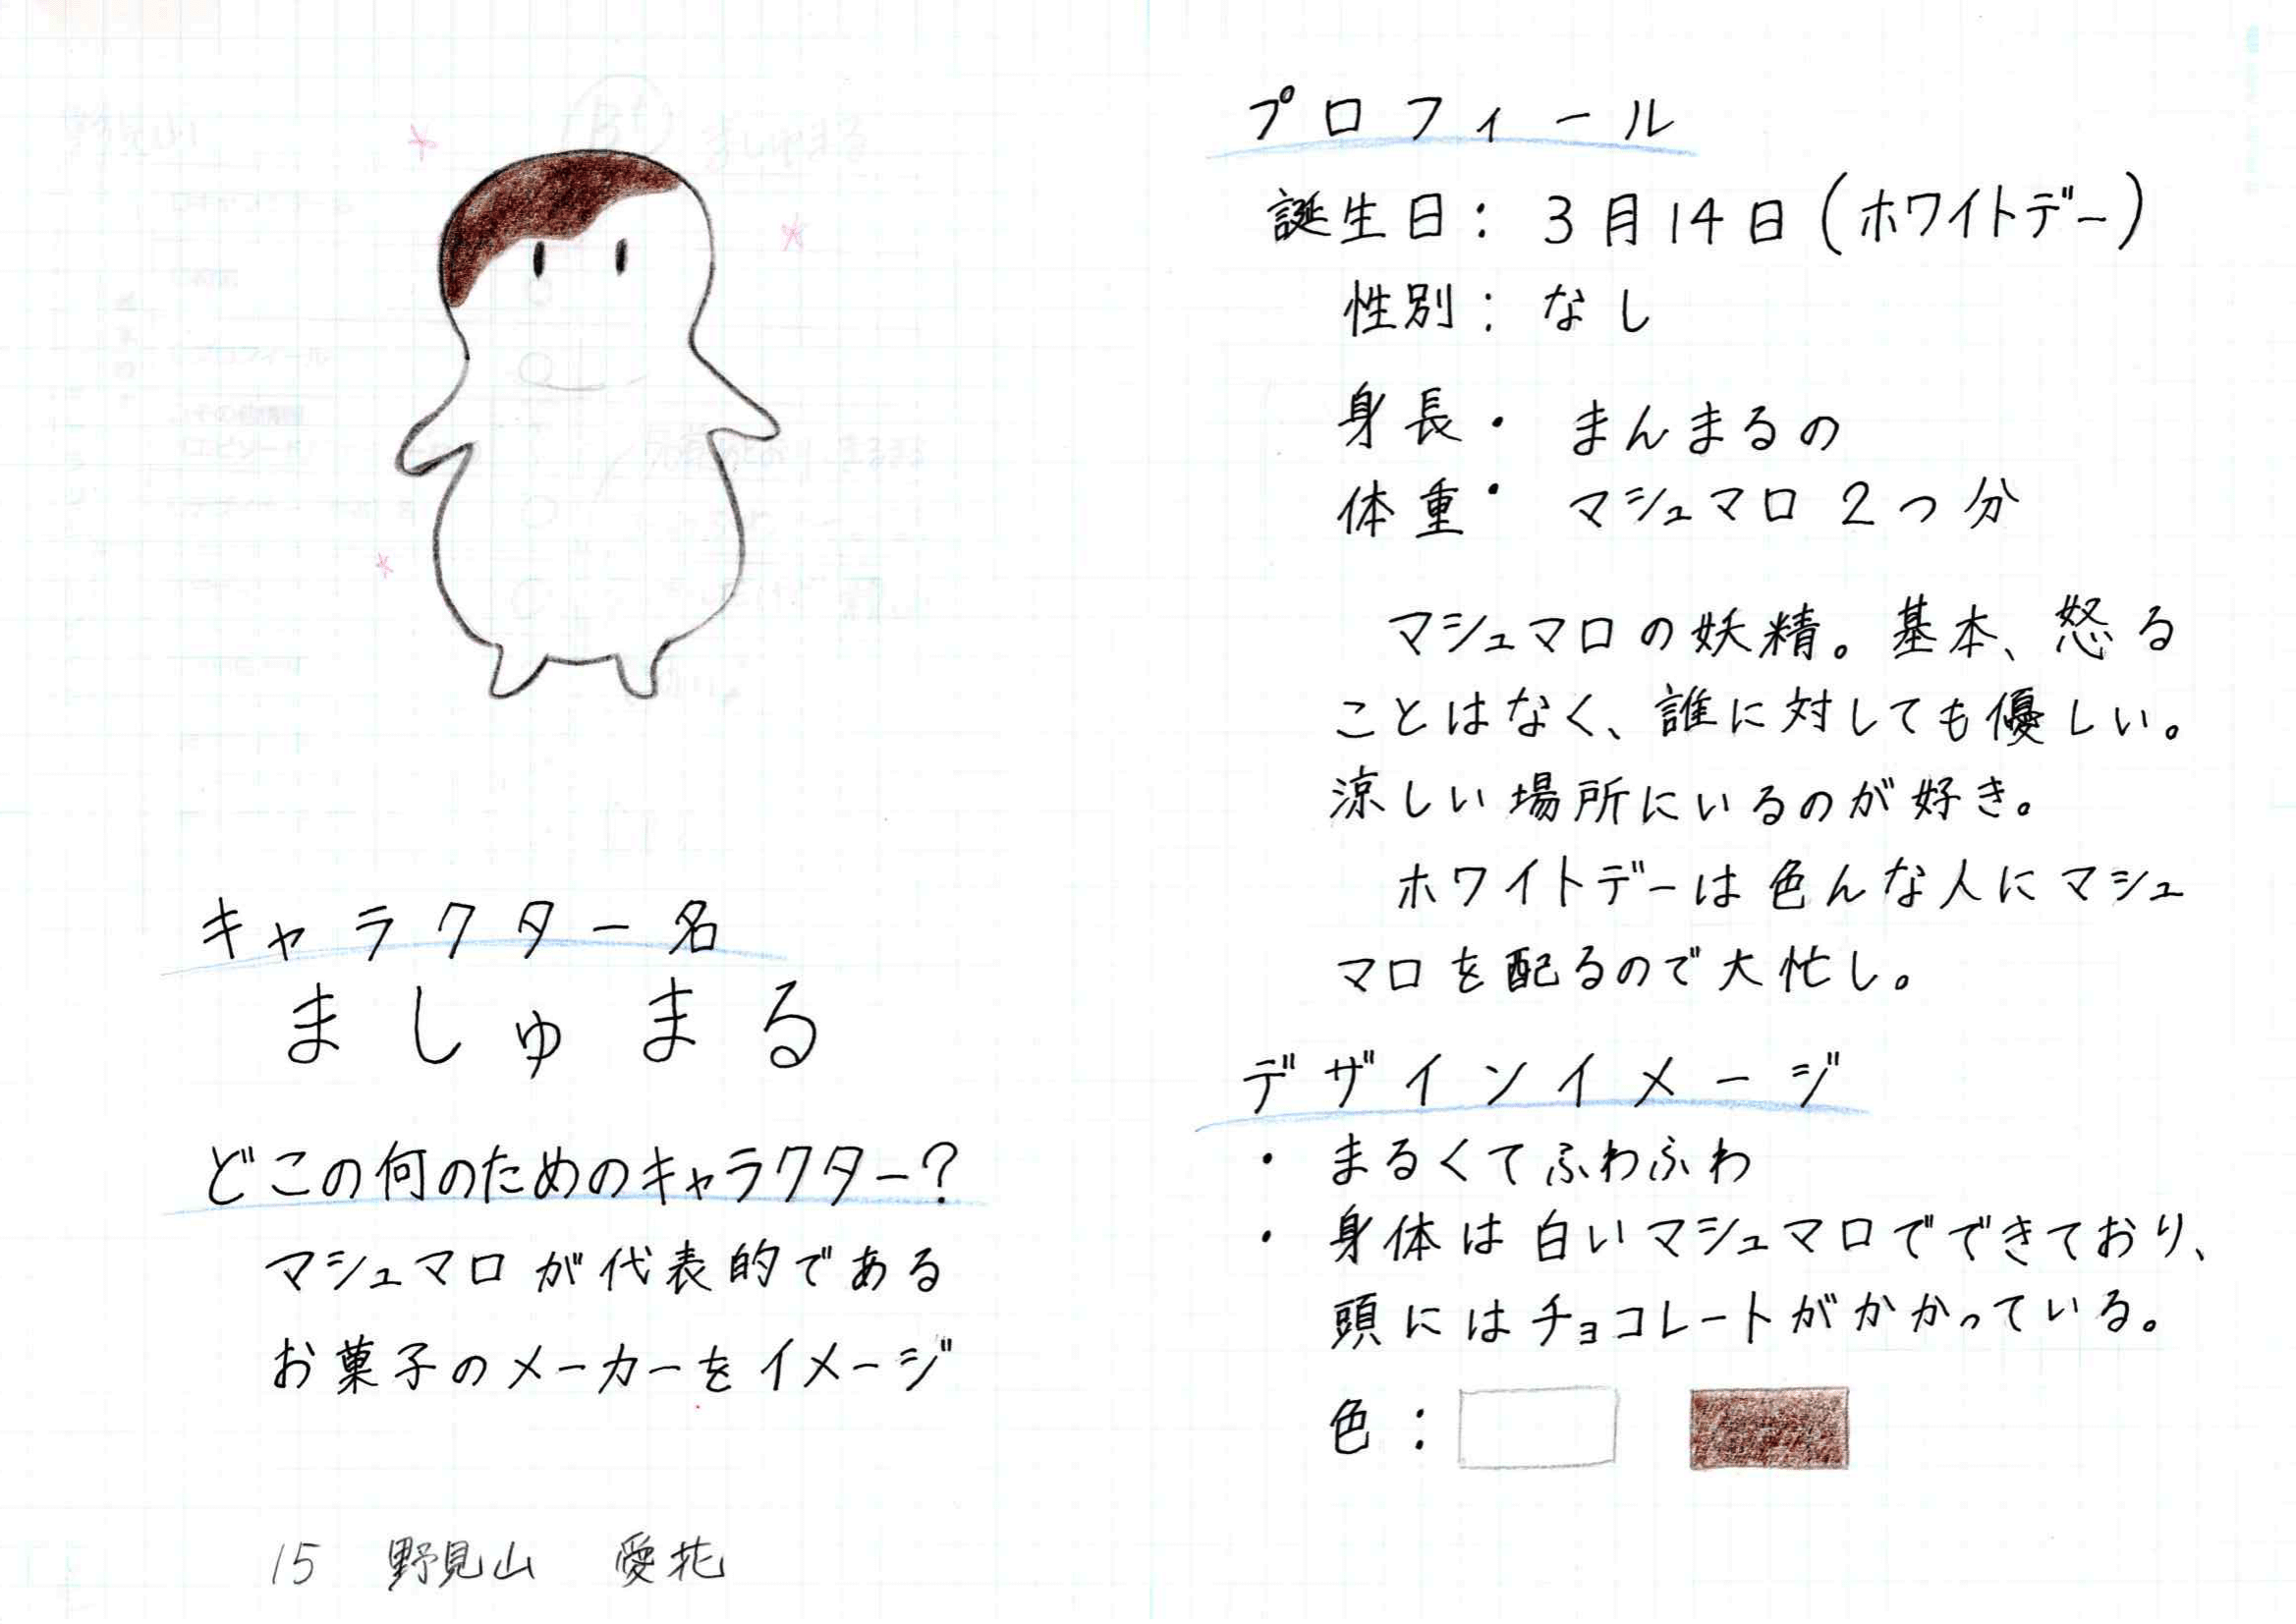 キャラクター名
ましゅまる
どこの何のためのキャラクター?
マシュマロが代表的である
お菓子のメーカーをイメージ
15 野見山 愛花
プロフィール
誕生日: 3月14日(ホワイトデー)
性別: なし
身長・ まんまるの
体重・ マシュマロ2つ分
マシュマロの妖精。基本、怒る
ことはなく、誰に対しても優しい。
涼しい場所にいるのが好き。
ホワイトデーは色んな人にマシュ
マロを配るので大忙し。
デザインイメージ
・まるくてふわふわ
・身体は白いマシュマロでできており、
頭にはチョコレートがかかっている。
色: